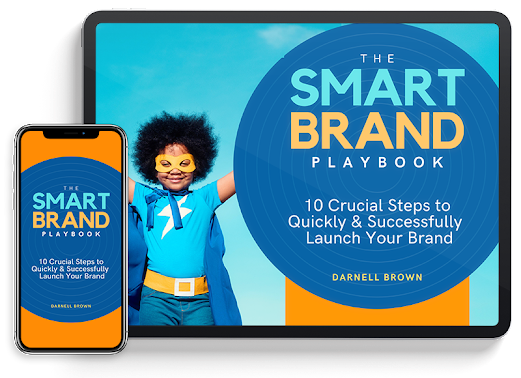 THE
SMART
BRAND
PLAYBOOK
10 Crucial Steps to
Quickly & Successfully
Launch Your Brand
DARNELL BROWN
THE
SMART
BRAND
PLAYBOOK
10 Crucial Steps to
Quickly & Successfully
Launch Your Brand
DARNELL BROWN